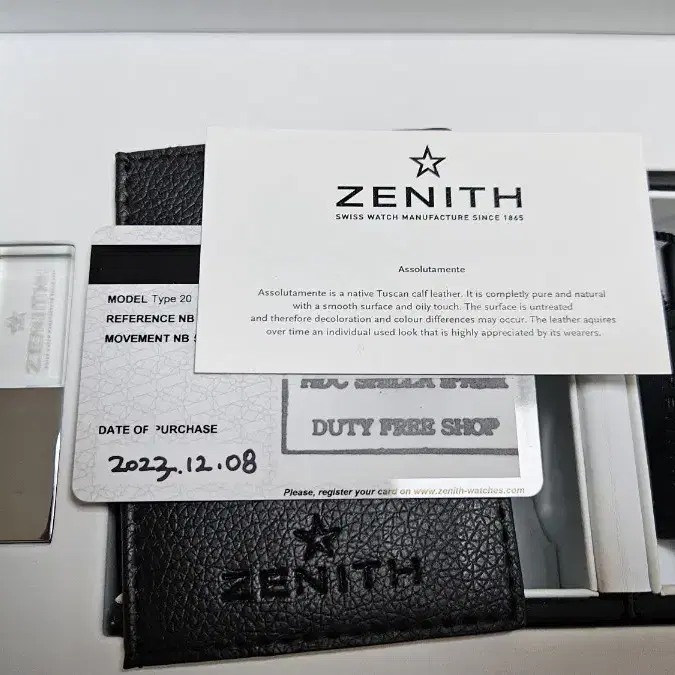 ZENITH
SWISS WATCH MANUFACTURE SINCE 1865
Assolutamente
Assolutamente is a native Tuscan calf leather. It is completly pure and natural
with a smooth surface and oily touch. The surface is untreated
and therefore decoloration and colour differences may occur. The leather aquires
over time an individual used look that is highly appreciated by its wearers.
MODEL Type 20
REFERENCE NB
MOVEMENT NB
DUTY FREE SHOP
DATE OF PURCHASE
2023.12.08
Please, register your card on www.zenith-watches.com
ZENITH
ZENITH